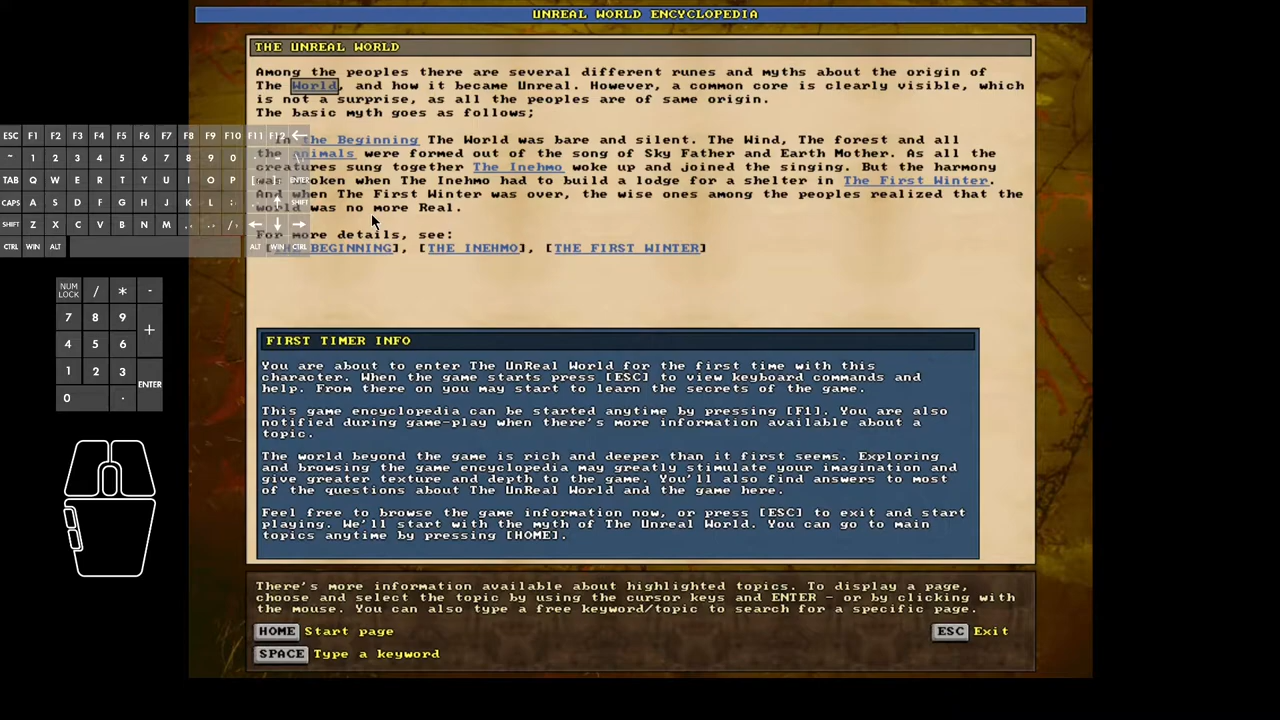 UNREAL WORLD ENCYCLOPEDIA
THE UNREAL WORLD
Among the peoples there are several different runes and myths about the origin of
The World, and how it became Unreal. However, a common core is clearly visible, which
is not a surprise, as all the peoples are of same origin.
The basic myth goes as follows;
In the Beginning The World was bare and silent. The Wind, The forest and all
the animals were formed out of the song of Sky Father and Earth Mother. As all the
creatures sung together The Inehmo woke up and joined the singing. But the harmony
was broken when The Inehmo had to build a lodge for a shelter in The First Winter.
And when The First Winter was over, the wise ones among the peoples realized that the
world was no more Real.
For more details, see:
BEGINNING], [THE INEHMO], [THE FIRST WINTER]
ESC F1 F2 F3 F4 F5 F6 F7 F8 F9 F10 F11 F12 ←
~ 1 2 3 4 5 6 7 8 9 0
TAB Q W E R T Y U I O P [ ] ENTER
CAPS A S D F G H J K L ; ↑ SHIFT
SHIFT Z X C V B N M , . / ← ↓ →
CTRL WIN ALT ALT WIN CTRL
NUM LOCK / * -
7 8 9 +
4 5 6
1 2 3 ENTER
0 .
FIRST TIMER INFO
You are about to enter The UnReal World for the first time with this
character. When the game starts press [ESC] to view keyboard commands and
help. From there on you may start to learn the secrets of the game.
This game encyclopedia can be started anytime by pressing [F1]. You are also
notified during game-play when there's more information available about a
topic.
The world beyond the game is rich and deeper than it first seems. Exploring
and browsing the game encyclopedia may greatly stimulate your imagination and
give greater texture and depth to the game. You'll also find answers to most
of the questions about The UnReal World and the game here.
Feel free to browse the game information now, or press [ESC] to exit and start
playing. We'll start with the myth of The Unreal World. You can go to main
topics anytime by pressing [HOME].
There's more information available about highlighted topics. To display a page,
choose and select the topic by using the cursor keys and ENTER - or by clicking with
the mouse. You can also type a free keyword/topic to search for a specific page.
HOME Start page
ESC Exit
SPACE Type a keyword